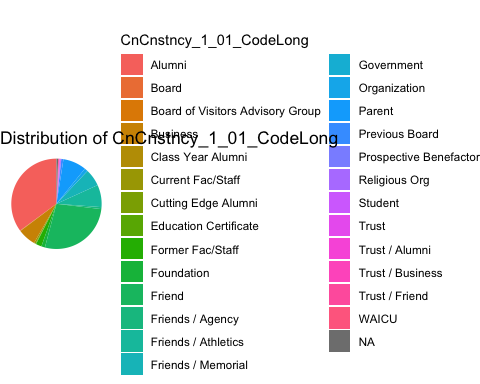 CnCnstncy_1_01_CodeLong
Alumni
Board
Board of Visitors Advisory Group
Business
Distribution of CnCnstncy_1_01_CodeLong
Class Year Alumni
Current Fac/Staff
Cutting Edge Alumni
Education Certificate
Former Fac/Staff
Foundation
Friend
Friends / Agency
Friends / Athletics
Friends / Memorial
Government
Organization
Parent
Previous Board
Prospective Benefactor
Religious Org
Student
Trust
Trust / Alumni
Trust / Business
Trust / Friend
WAICU
NA